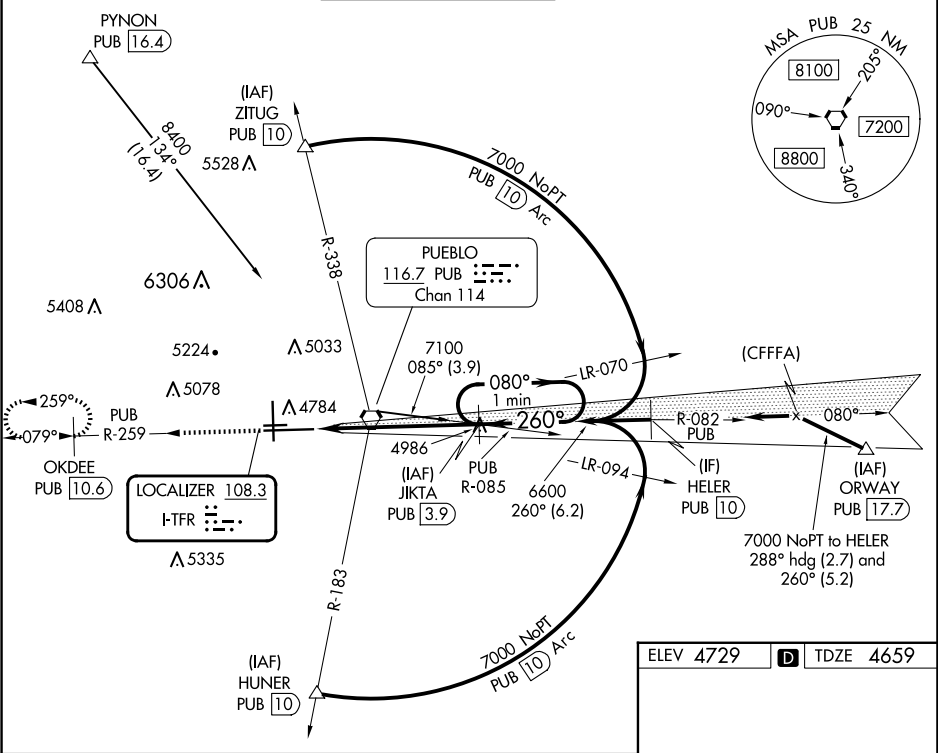 PYNON
PUB 16.4
8400
134°
(16.4)
(IAF)
ZITUG
PUB 10
5528
7000 NoPT
PUB 10 Arc
MSA PUB 25 NM
8100
205°
090°
7200
8800
340°
R-338
PUEBLO
116.7 PUB
Chan 114
6306
5408
5224
5033
5078
4784
7100
085° (3.9)
LR-070
(CFFFA)
080°
1 min
260°
R-082
PUB
080°
259°
079°
PUB
R-259
OKDEE
PUB 10.6
4986
(IAF)
JIKTA
PUB 3.9
PUB
R-085
6600
260° (6.2)
LR-094
(IF)
HELER
PUB 10
(IAF)
ORWAY
PUB 17.7
LOCALIZER 108.3
I-TFR
7000 NoPT to HELER
288° hdg (2.7) and
260° (5.2)
5335
R-183
7000 NoPT
PUB 10 Arc
(IAF)
HUNER
PUB 10
ELEV 4729 D TDZE 4659